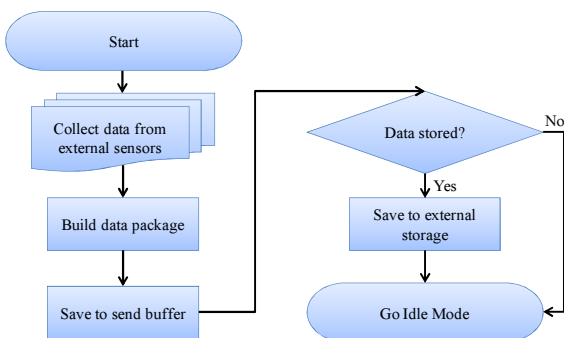 Start
Collect data from
external sensors
Build data package
Save to send buffer
Data stored?
No
Yes
Save to external
storage
Go Idle Mode